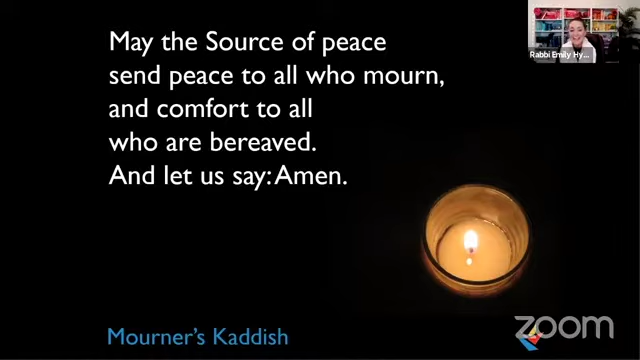 May the Source of peace
send peace to all who mourn,
and comfort to all
who are bereaved.
And let us say: Amen.
Mourner's Kaddish
Rabbi Emily Hy...
zoom